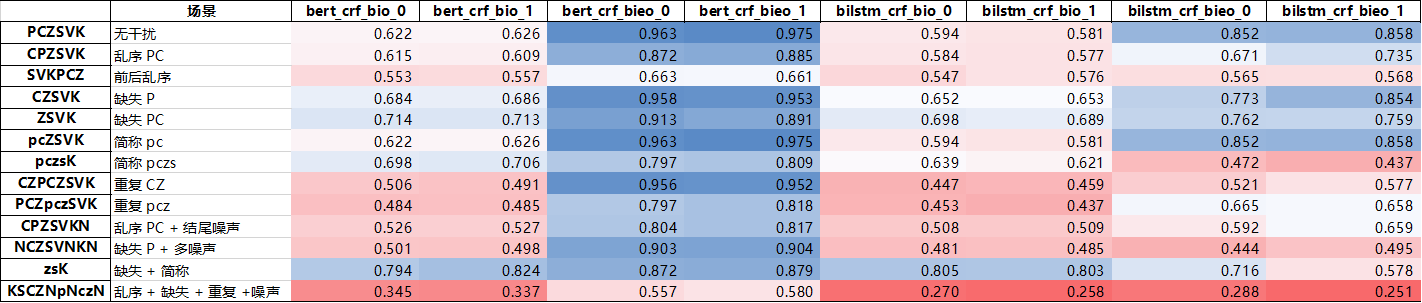 场景 bert_crf_bio_0 bert_crf_bio_1 bert_crf_bieo_0 bert_crf_bieo_1 bilstm_crf_bio_0 bilstm_crf_bio_1 bilstm_crf_bieo_0 bilstm_crf_bieo_1
PCZSVK 无干扰 0.622 0.626 0.963 0.975 0.594 0.581 0.852 0.858
CPZSVK 乱序 PC 0.615 0.609 0.872 0.885 0.584 0.577 0.671 0.735
SVKPCZ 前后乱序 0.553 0.557 0.663 0.661 0.547 0.576 0.565 0.568
CZSVK 缺失 P 0.684 0.686 0.958 0.953 0.652 0.653 0.773 0.854
ZSVK 缺失 PC 0.714 0.713 0.913 0.891 0.698 0.689 0.762 0.759
pcZSVK 简称 pc 0.622 0.626 0.963 0.975 0.594 0.581 0.852 0.858
pczsK 简称 pczs 0.698 0.706 0.797 0.809 0.639 0.621 0.472 0.437
CZPCZSVK 重复 CZ 0.506 0.491 0.956 0.952 0.447 0.459 0.521 0.577
PCZpczSVK 重复 pcz 0.484 0.485 0.797 0.818 0.453 0.437 0.665 0.658
CPZSVKN 乱序 PC + 结尾噪声 0.526 0.527 0.804 0.817 0.508 0.509 0.592 0.659
NCZSVNKN 缺失 P + 多噪声 0.501 0.498 0.903 0.904 0.481 0.485 0.444 0.495
zsK 缺失 + 简称 0.794 0.824 0.872 0.879 0.805 0.803 0.716 0.578
KSCZNpNczN 乱序 + 缺失 + 重复 +噪声 0.345 0.337 0.557 0.580 0.270 0.258 0.288 0.251